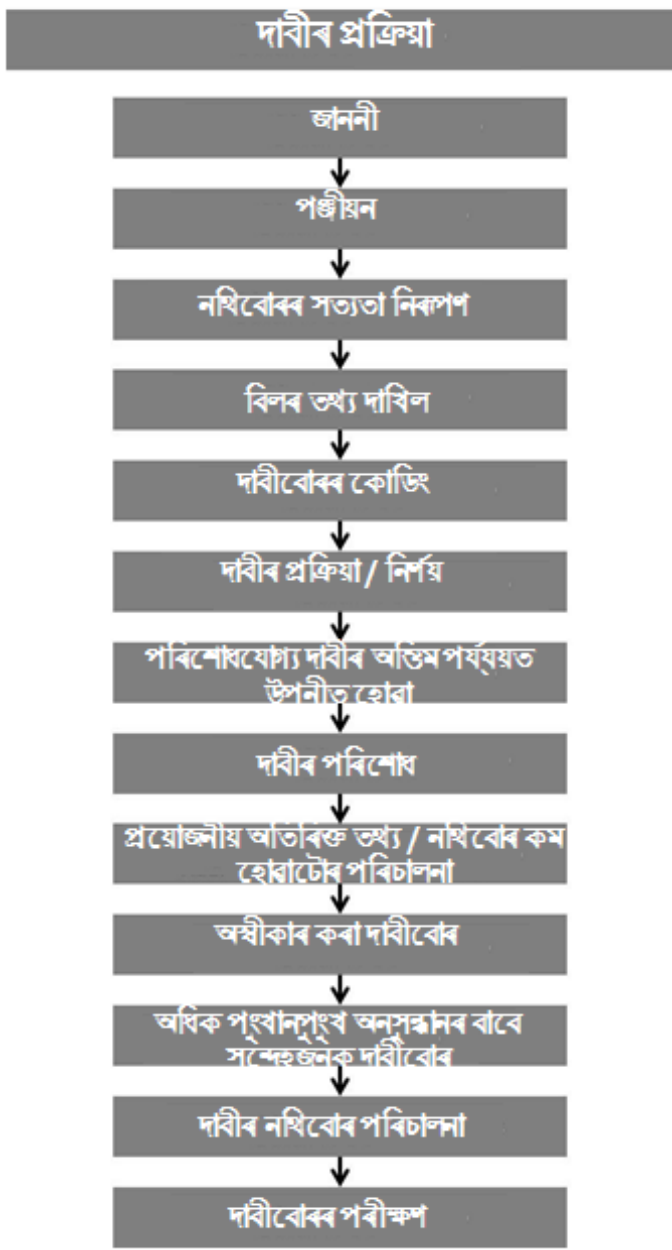 দাবীৰ প্ৰক্ৰিয়া
জাননী
পঞ্জীয়ন
নথিবোৰৰ সত্যতা নিৰূপণ
বিলৰ তথ্য দাখিল
দাবীবোৰৰ কোডিং
দাবীৰ প্ৰক্ৰিয়া / নিৰ্ণয়
পৰিশোধযোগ্য দাবীৰ অন্তিম পৰ্য্যয়ত
উপনীত হোৱা
দাবীৰ পৰিশোধ
প্ৰয়োজনীয় অতিৰিক্ত তথ্য / নথিবোৰ কম
হোৱাটোৰ পৰিচালনা
অস্বীকাৰ কৰা দাবীবোৰ
অধিক পুংখানুপুংখ অনুসন্ধানৰ বাবে
সন্দেহজনক দাবীবোৰ
দাবীৰ নথিবোৰ পৰিচালনা
দাবীবোৰৰ পৰীক্ষণ